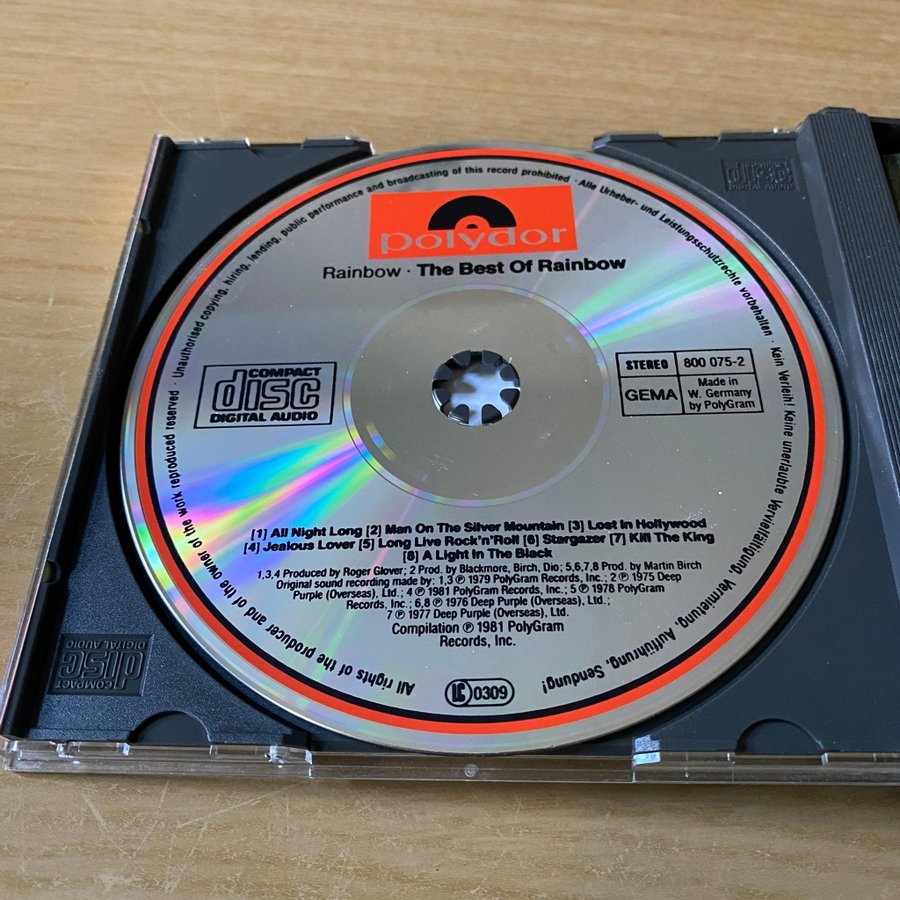 polydor
Rainbow · The Best Of Rainbow
COMPACT
disc
DIGITAL AUDIO
STEREO 800 075-2
GEMA
Made in
W. Germany
by PolyGram
[1] All Night Long [2] Man On The Silver Mountain [3] Lost In Hollywood
[4] Jealous Lover [5] Long Live Rock'n'Roll [6] Stargazer [7] Kill The King
[8] A Light In The Black
1,3,4 Produced by Roger Glover; 2 Prod. by Blackmore, Birch, Dio; 5,6,7,8 Prod. by Martin Birch
Original sound recording made by: 1,3 ℗ 1979 PolyGram Records, Inc.; 2 ℗ 1975 Deep
Purple (Overseas), Ltd.; 4 ℗ 1981 PolyGram Records, Inc.; 5 ℗ 1978 PolyGram
Records, Inc.; 6,8 ℗ 1976 Deep Purple (Overseas), Ltd.;
7 ℗ 1977 Deep Purple (Overseas), Ltd.
Compilation ℗ 1981 PolyGram
Records, Inc.
0309
All rights of the producer and of the owner of the work reproduced reserved · Unauthorised copying, hiring, lending, public performance and broadcasting of this record prohibited · Alle Urheber- und Leistungsschutzrechte vorbehalten · Kein Verleih! Keine unerlaubte Vervielfältigung, Vermietung, Aufführung, Sendung!
COMPACT
disc
DIGITAL AUDIO
COMPACT
disc
DIGITAL AUDIO